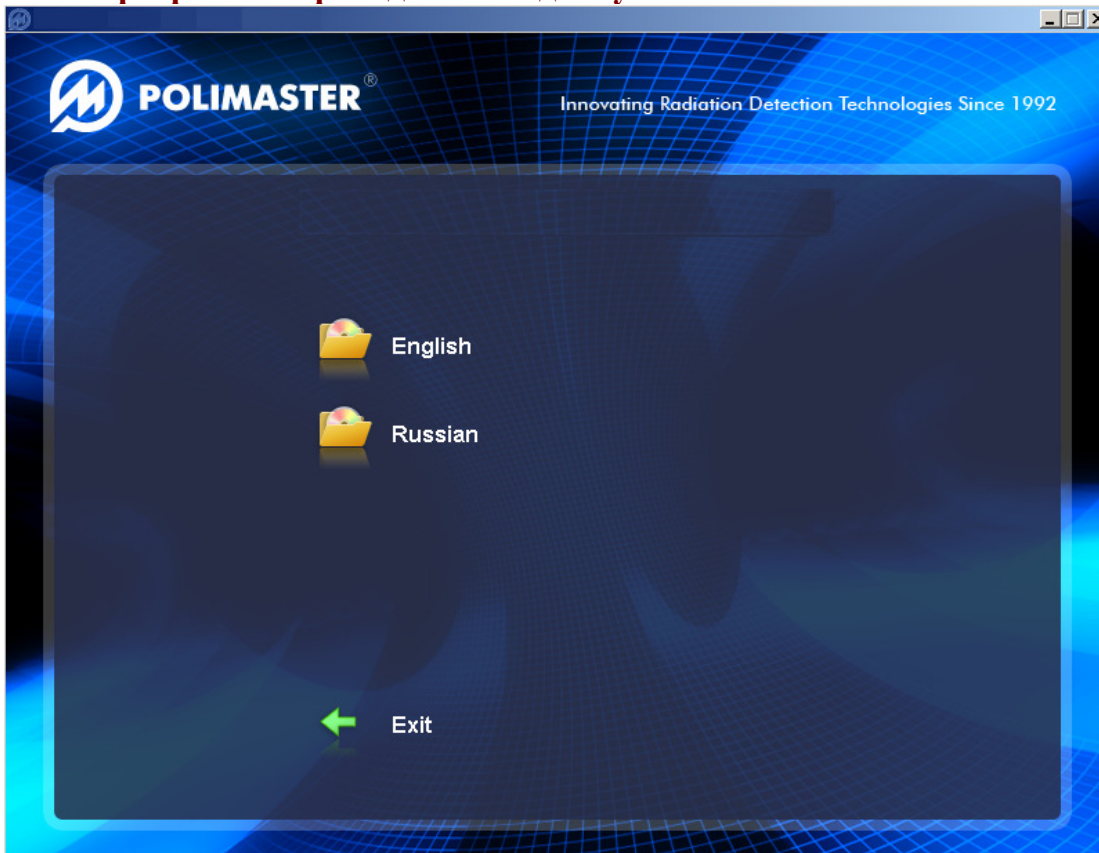 POLIMASTER®
Innovating Radiation Detection Technologies Since 1992
English
Russian
Exit